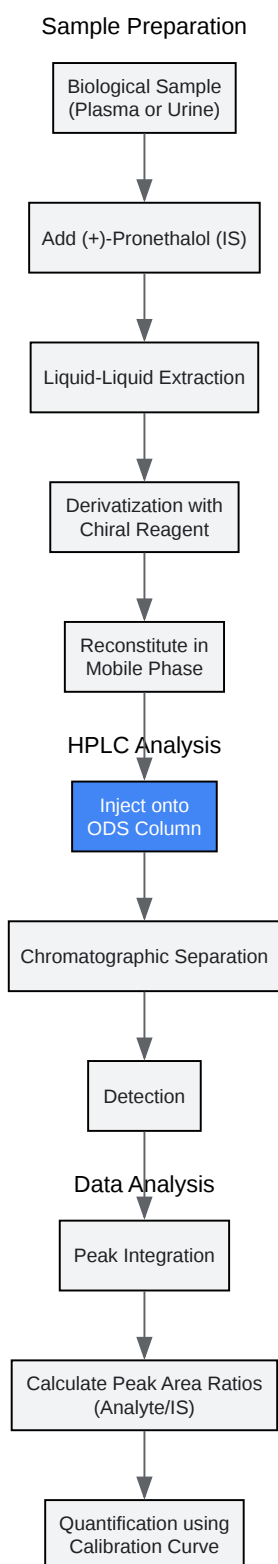 Sample Preparation
Biological Sample
(Plasma or Urine)
Add (+)-Pronethalol (IS)
Liquid-Liquid Extraction
Derivatization with
Chiral Reagent
Reconstitute in
Mobile Phase
HPLC Analysis
Inject onto
ODS Column
Chromatographic Separation
Detection
Data Analysis
Peak Integration
Calculate Peak Area Ratios
(Analyte/IS)
Quantification using
Calibration Curve